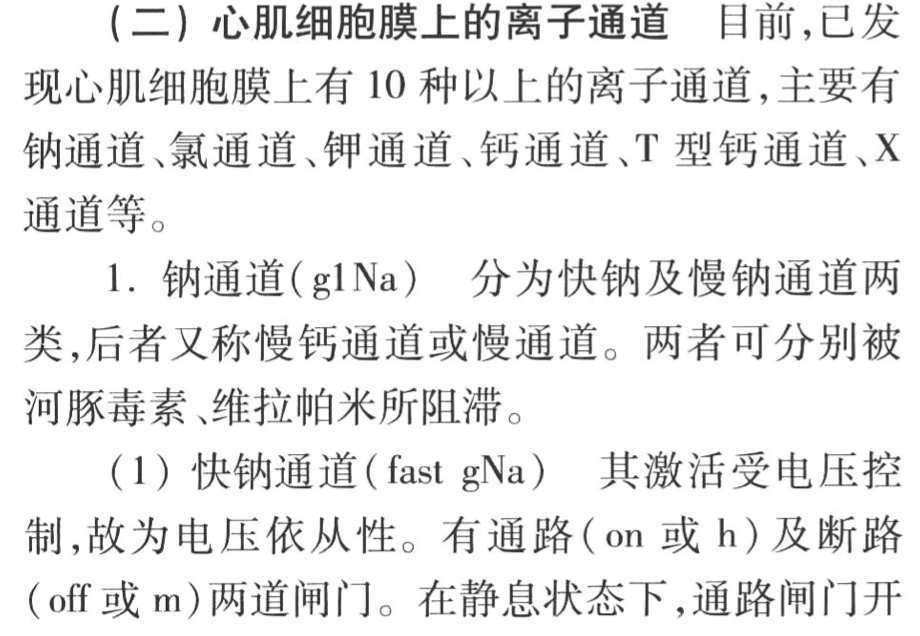 (二) 心肌细胞膜上的离子通道 目前,已发
现心肌细胞膜上有 10 种以上的离子通道,主要有
钠通道、氯通道、钾通道、钙通道、T 型钙通道、X
通道等。
1. 钠通道(g1Na) 分为快钠及慢钠通道两
类,后者又称慢钙通道或慢通道。两者可分别被
河豚毒素、维拉帕米所阻滞。
(1) 快钠通道(fast gNa) 其激活受电压控
制,故为电压依从性。有通路(on 或 h)及断路
(off 或 m)两道闸门。在静息状态下,通路闸门开